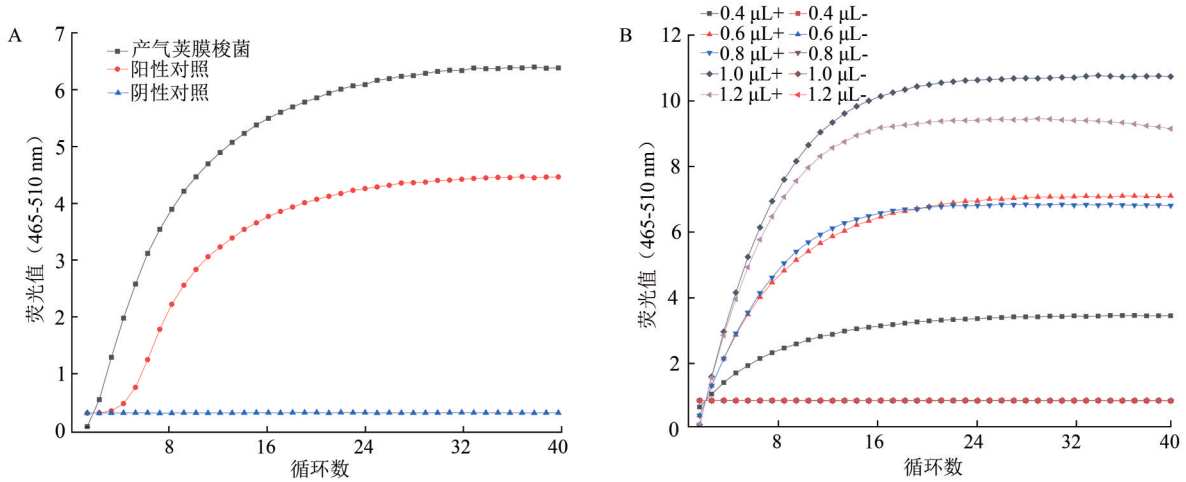 A
产气荚膜梭菌
阳性对照
阴性对照
荧光值（465-510 nm）
7
6
5
4
3
2
1
0
8 16 24 32 40
循环数
B
0.4 μL+ 0.4 μL-
0.6 μL+ 0.6 μL-
0.8 μL+ 0.8 μL-
1.0 μL+ 1.0 μL-
1.2 μL+ 1.2 μL-
荧光值（465-510 nm）
12
10
8
6
4
2
0
8 16 24 32 40
循环数